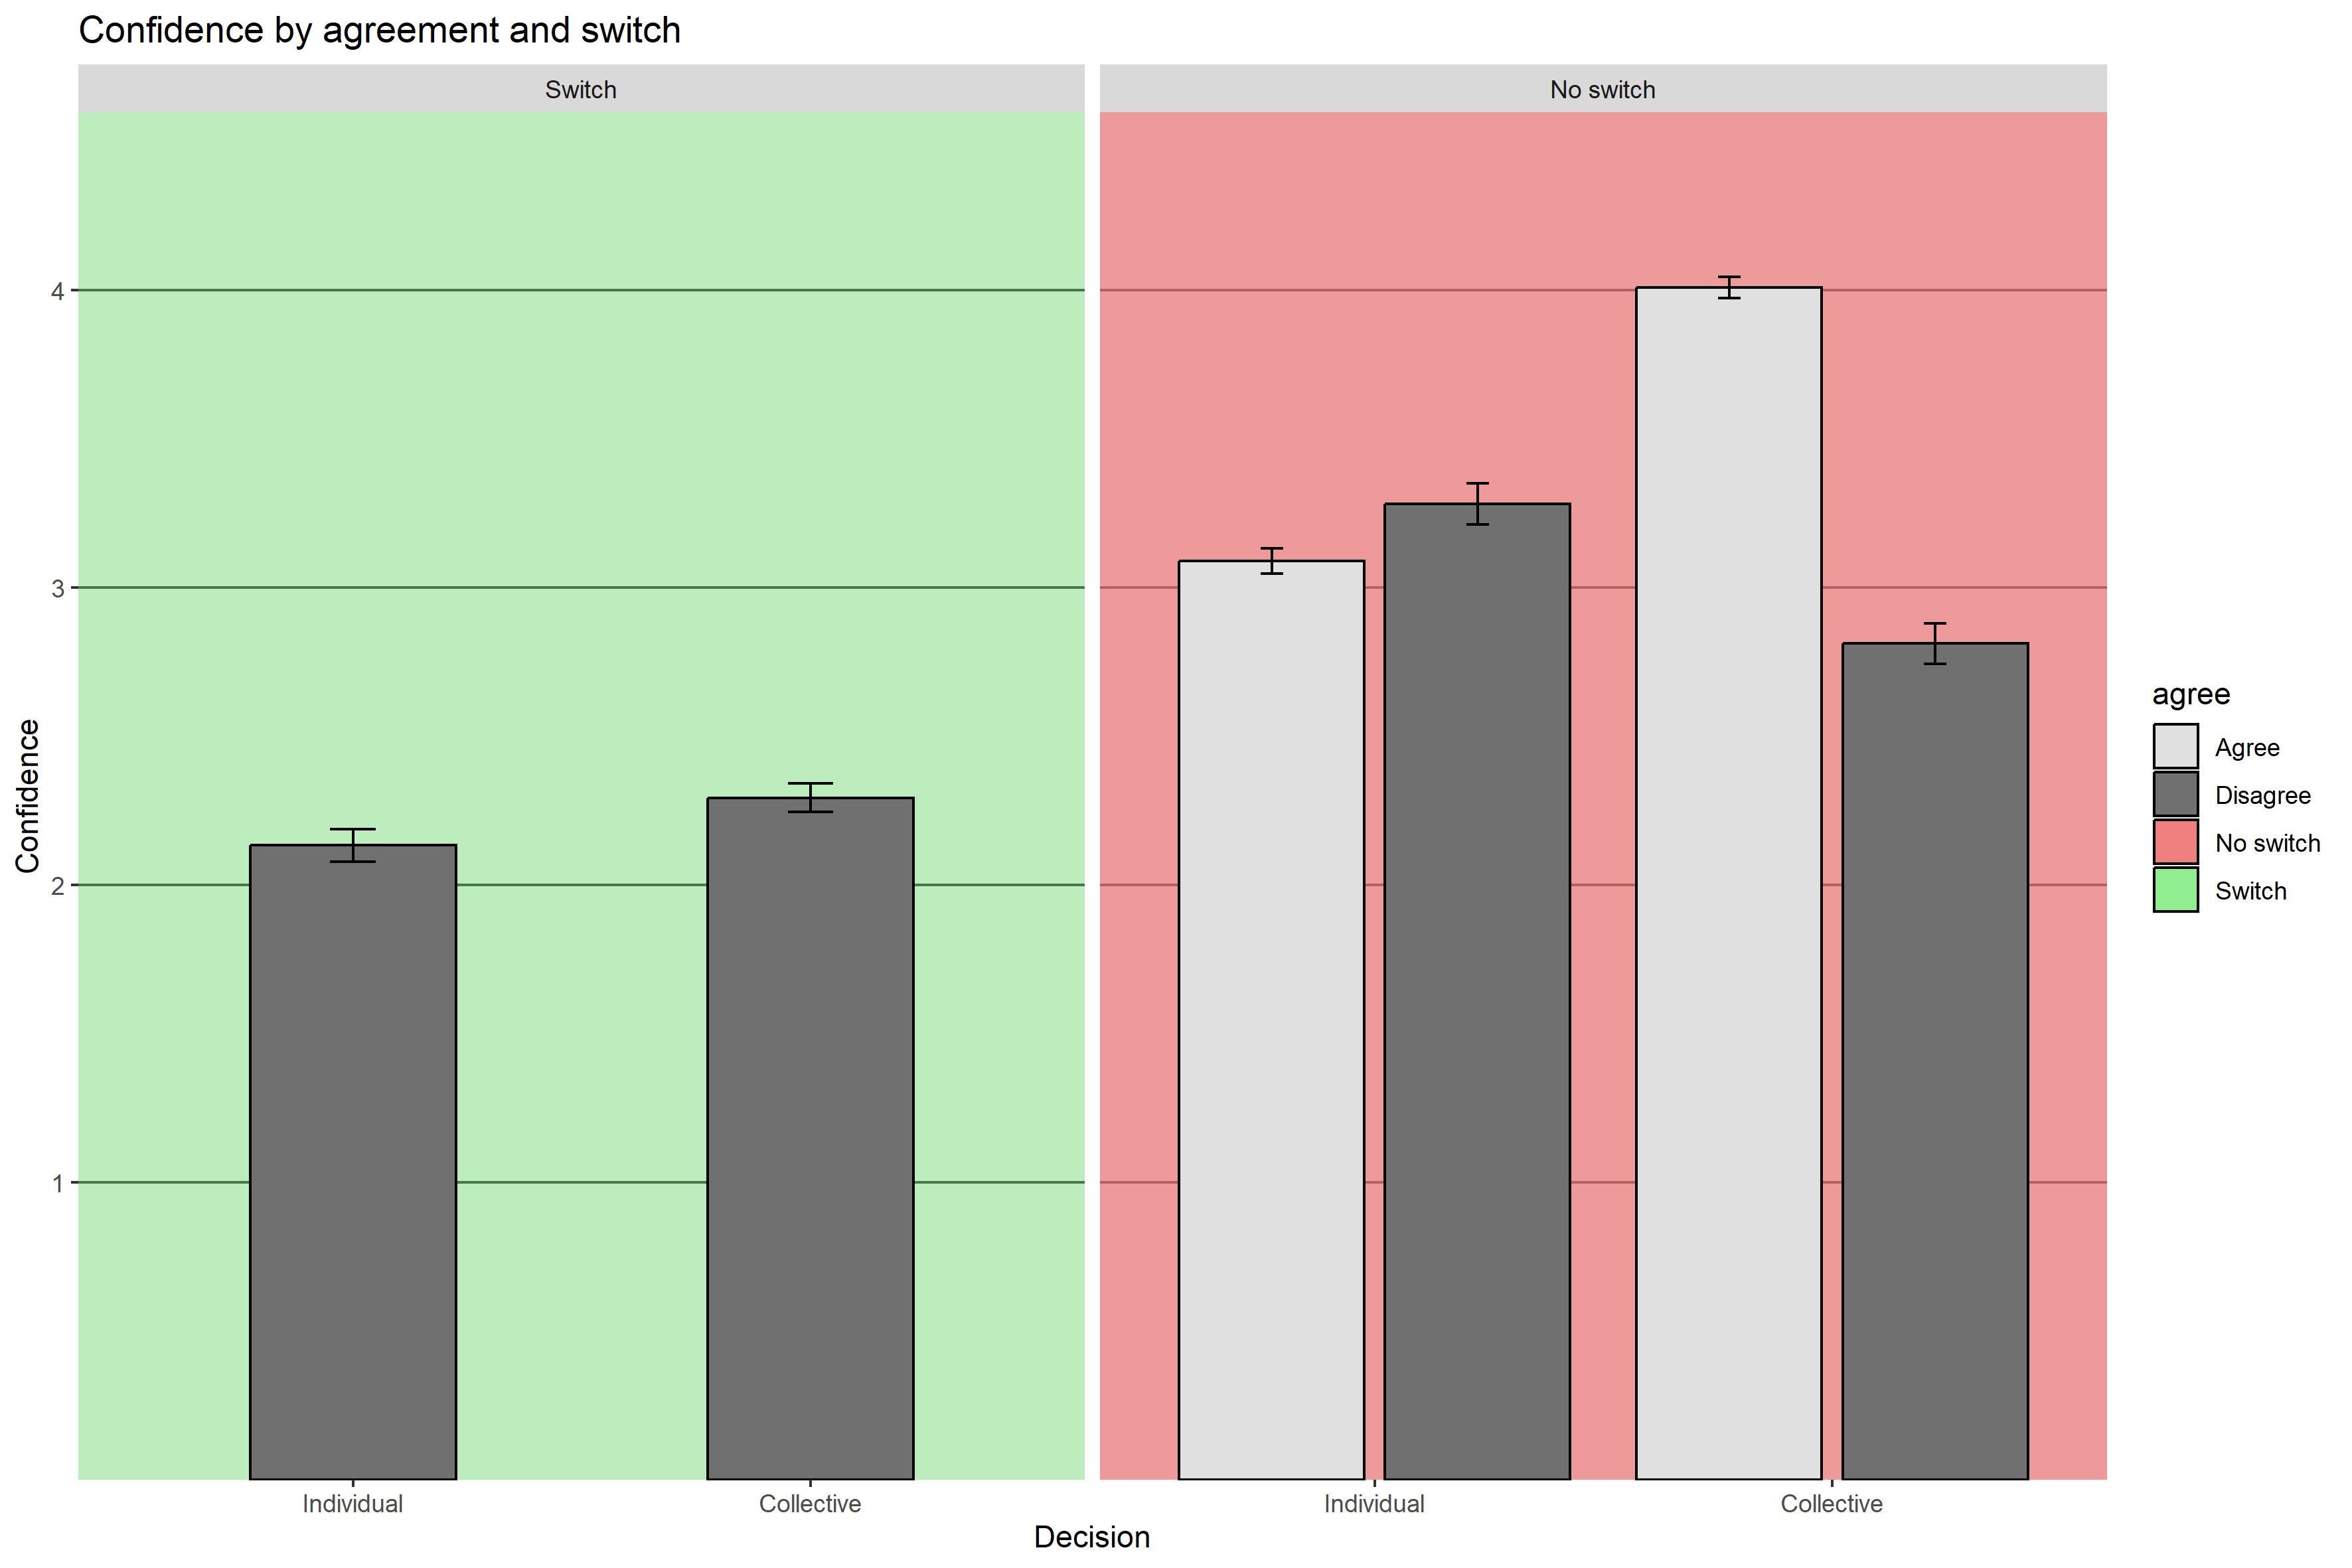 Confidence by agreement and switch
Switch
No switch
4
3
2
1
Confidence
Individual
Collective
Individual
Collective
Decision
agree
Agree
Disagree
No switch
Switch